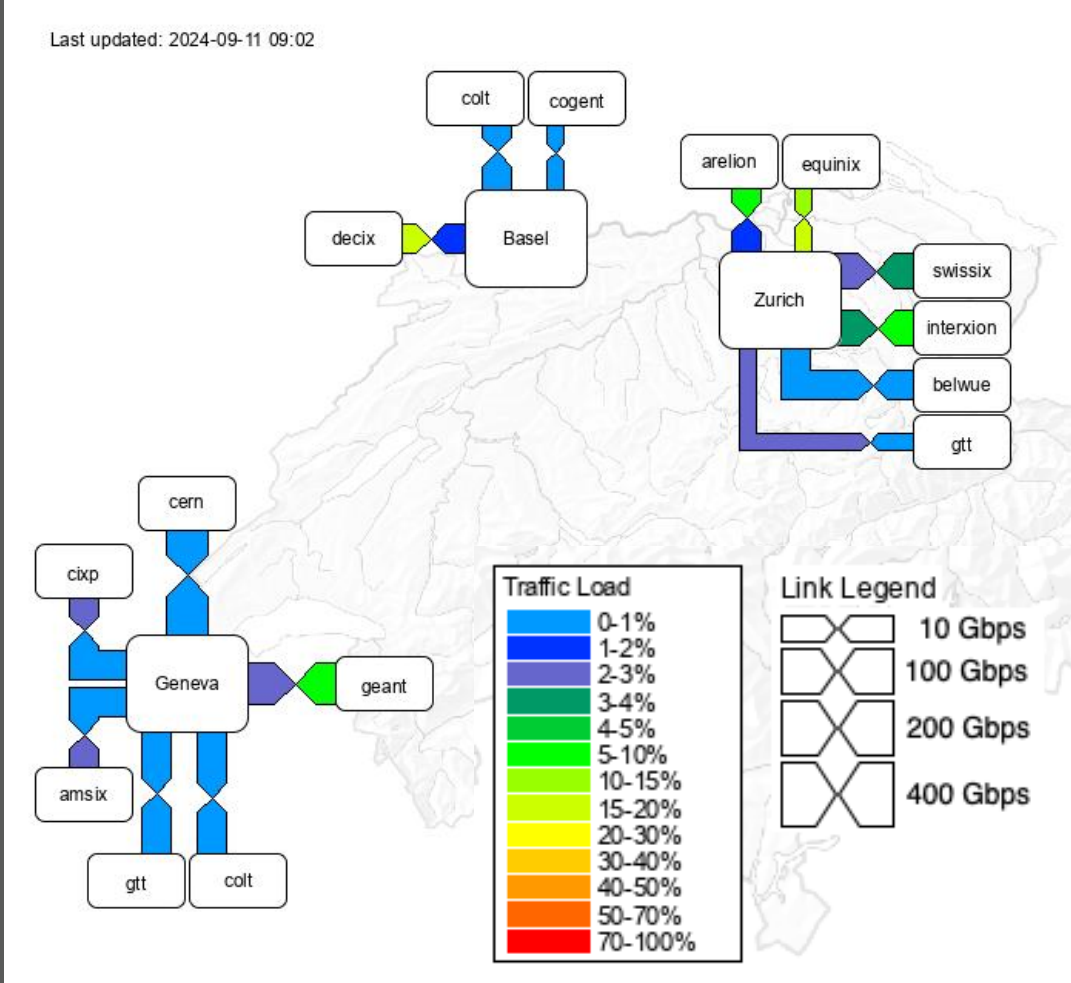 Last updated: 2024-09-11 09:02
colt
cogent
decix
Basel
arelion
equinix
Zurich
swissix
interxion
belwue
gtt
cern
cixp
Geneva
geant
amsix
gtt
colt
Traffic Load
0-1%
1-2%
2-3%
3-4%
4-5%
5-10%
10-15%
15-20%
20-30%
30-40%
40-50%
50-70%
70-100%
Link Legend
10 Gbps
100 Gbps
200 Gbps
400 Gbps